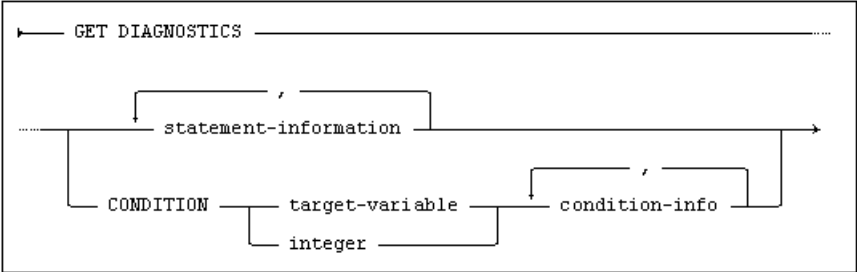 GET DIAGNOSTICS
,
statement-information
,
CONDITION target-variable condition-info
integer